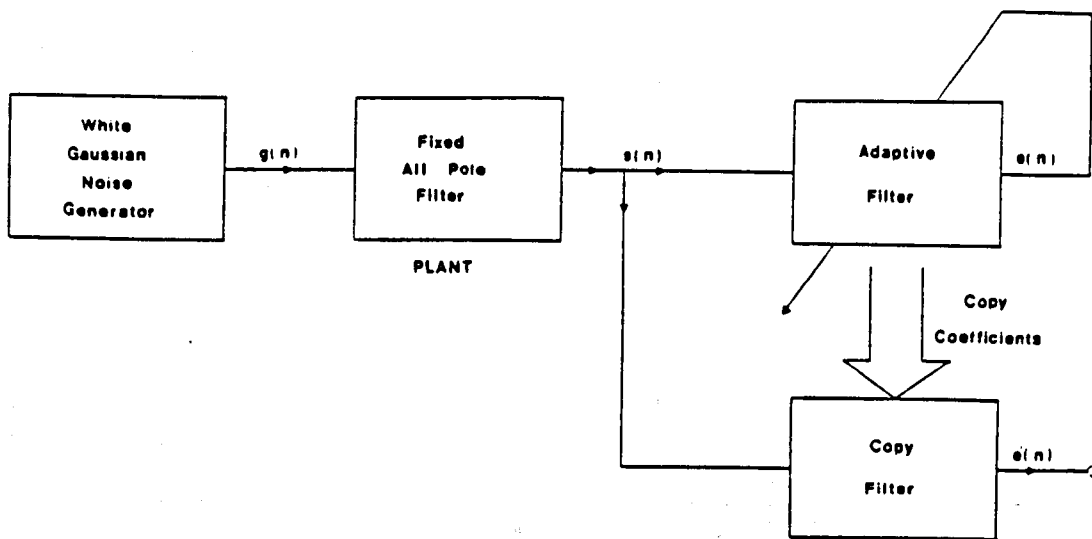 White
Gaussian
Noise
Generator
g(n)
Fixed
All Pole
Filter
PLANT
s(n)
Adaptive
Filter
e(n)
Copy
Coefficients
Copy
Filter
e(n)